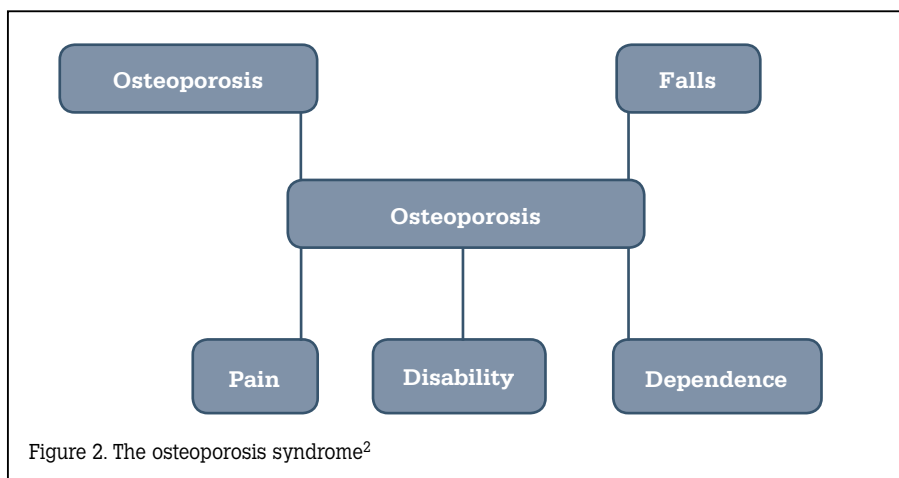 Osteoporosis
Falls
Osteoporosis
Pain
Disability
Dependence
Figure 2. The osteoporosis syndrome²